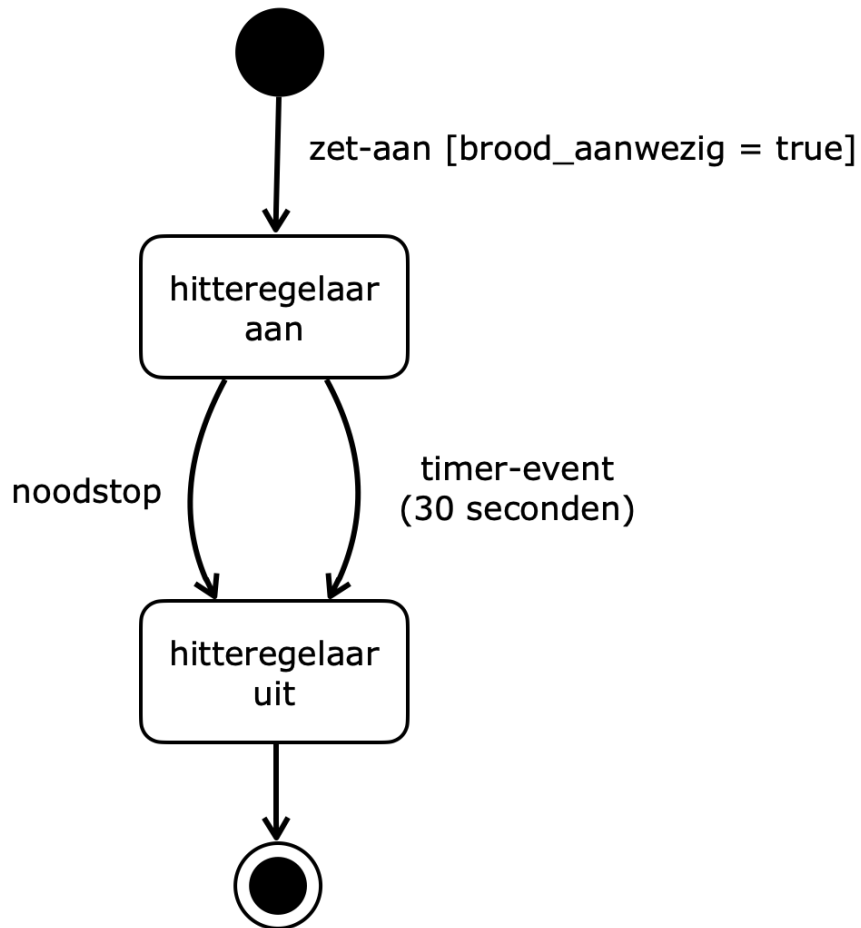 zet-aan [brood_aanwezig = true]
hitteregelaar
aan
noodstop
timer-event
(30 seconden)
hitteregelaar
uit